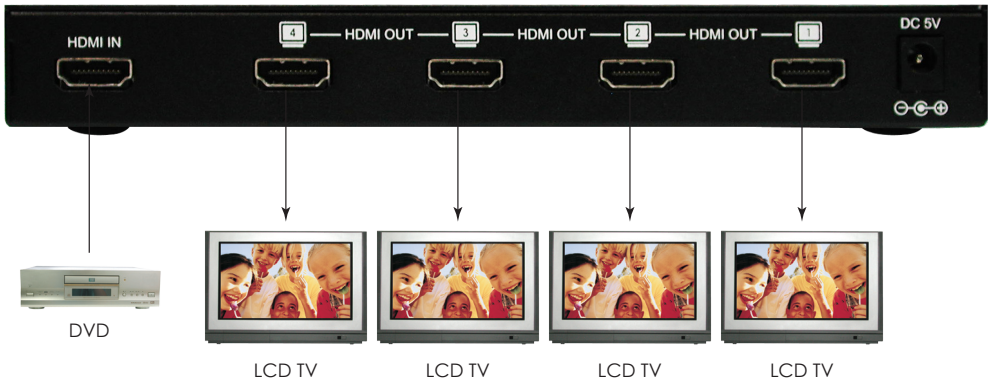 HDMI IN
4 HDMI OUT 3 HDMI OUT 2 HDMI OUT 1
DC 5V
DVD
LCD TV LCD TV LCD TV LCD TV